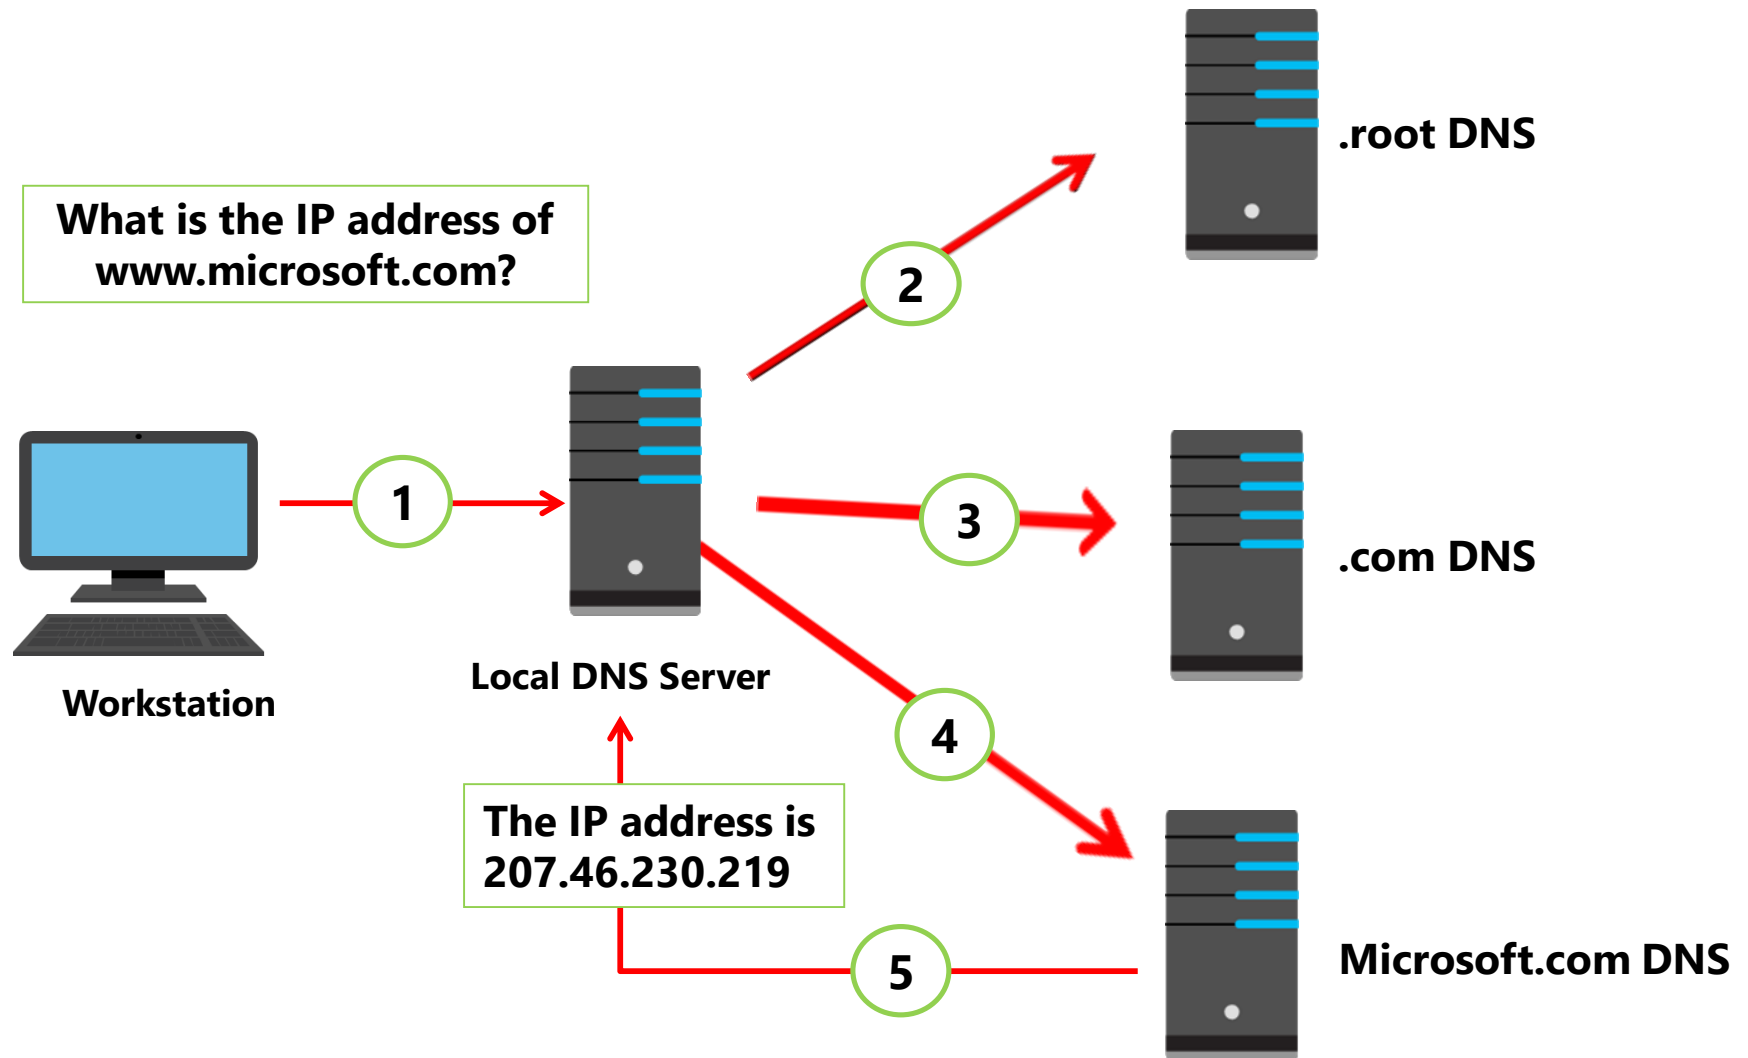 .root DNS
What is the IP address of
www.microsoft.com?
2
1
3
.com DNS
Local DNS Server
Workstation
4
The IP address is
207.46.230.219
5
Microsoft.com DNS